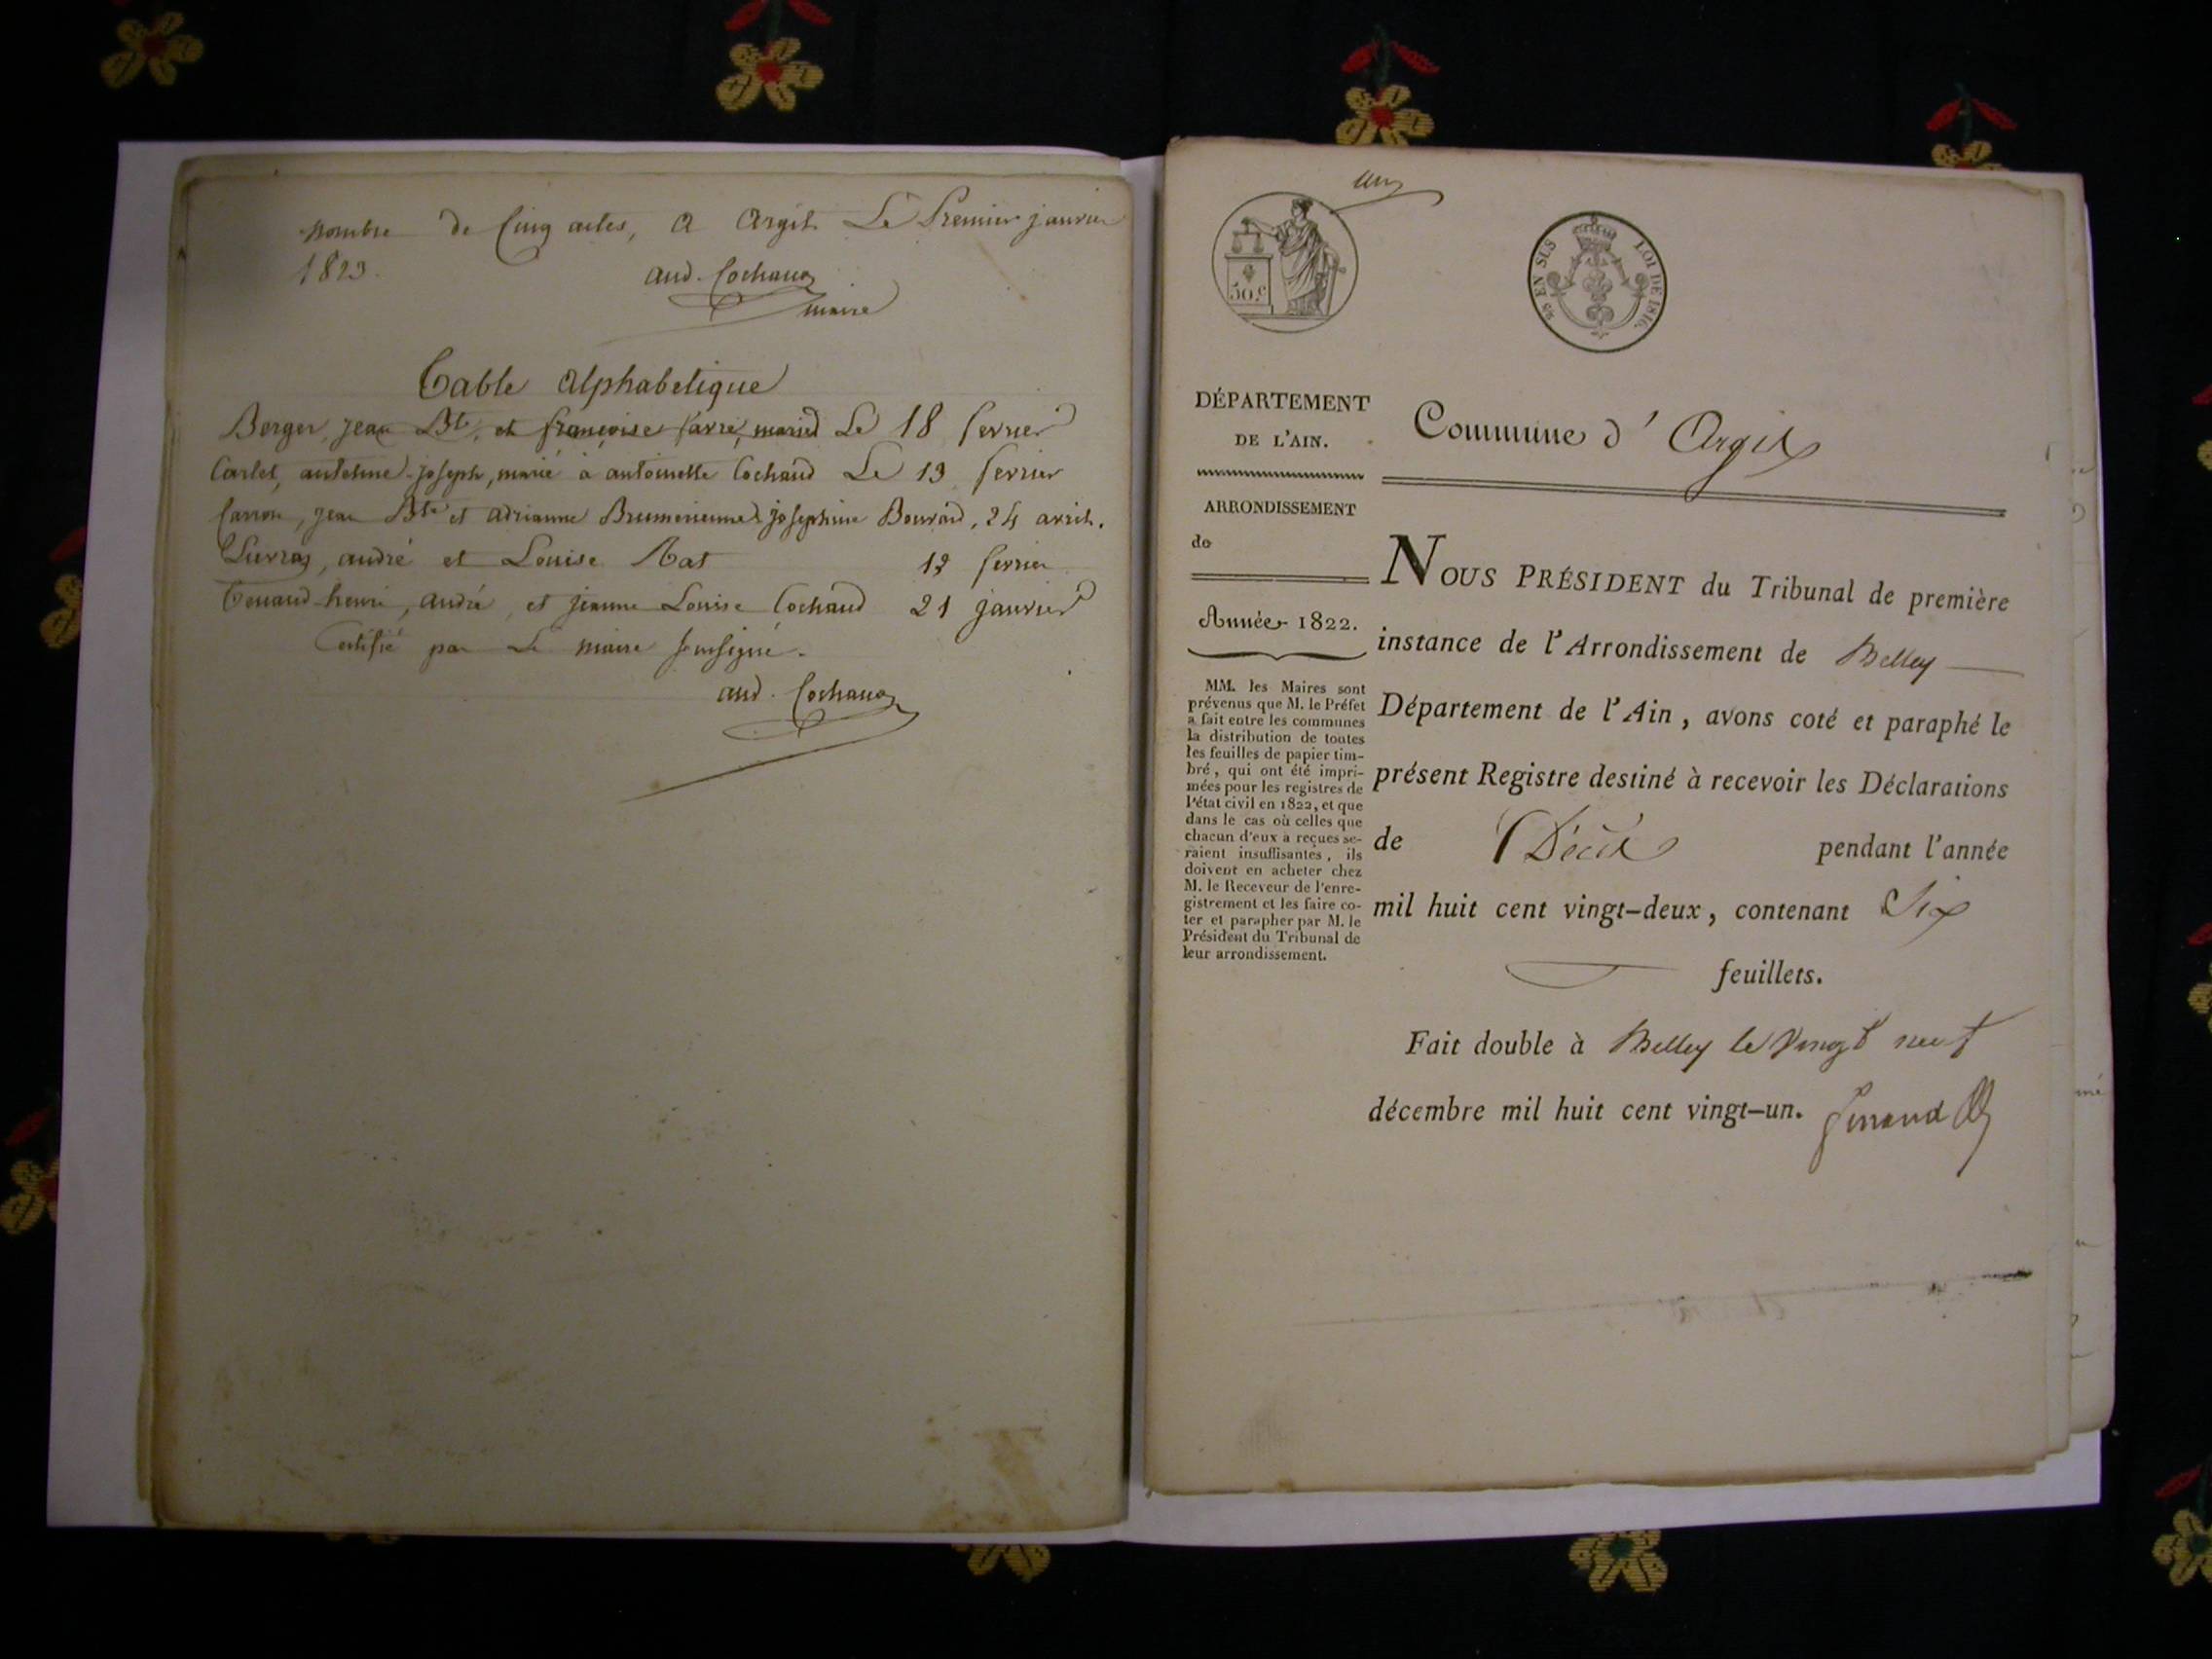 Nombre de Cinq actes, a Argit Le Premier janvier
1823.
aud. Cochaud
maire
Table alphabetique
Berger, jean Bte, et françoise favre, marié Le 18 fevrier
Carlet, antelme-joseph, marié à antoinette Cochaud Le 13 fevrier
Carron, jean Bte et adrianne josephine Bouvard, 24 avril.
andré et Louise Rat fevrier
Tenand-henri, andré, et jeanne Louise Cochaud 21 janvier
Certifié par Le maire soussigné.
aud. Cochaud
un
50 c
EN SUS LOI DE 1816.
DÉPARTEMENT
DE L'AIN.
ARRONDISSEMENT
de
Année 1822.
MM. les Maires sont
prévenus que M. le Préfet
a fait entre les communes
la distribution de toutes
les feuilles de papier tim-
bré, qui ont été impri-
mées pour les registres de
l'état civil en 1822, et que
dans le cas où celles que
chacun d'eux a reçues se-
raient insuffisantes, ils
doivent en acheter chez
M. le Receveur de l'enre-
gistrement et les faire co-
ter et parapher par M. le
Président du Tribunal de
leur arrondissement.
Commune d'Argis
NOUS PRÉSIDENT du Tribunal de première
instance de l'Arrondissement de Belley
Département de l'Ain, avons coté et paraphé le
présent Registre destiné à recevoir les Déclarations
de Décès pendant l'année
mil huit cent vingt-deux, contenant Six
feuillets.
Fait double à Belley le vingt neuf
décembre mil huit cent vingt-un.